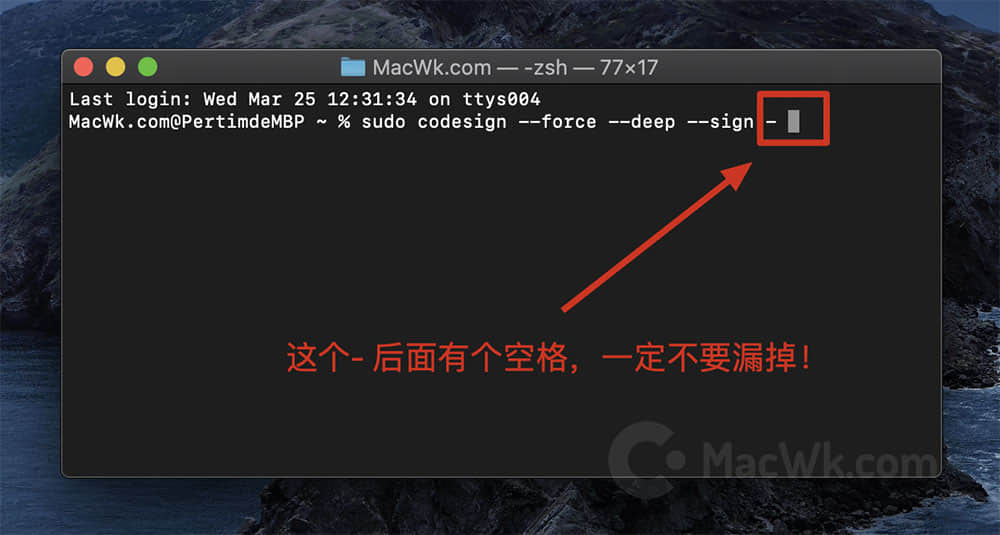 MacWk.com — -zsh — 77×17
Last login: Wed Mar 25 12:31:34 on ttys004
MacWk.com@PertimdeMBP ~ % sudo codesign --force --deep --sign -
这个- 后面有个空格，一定不要漏掉！
MacWk.com